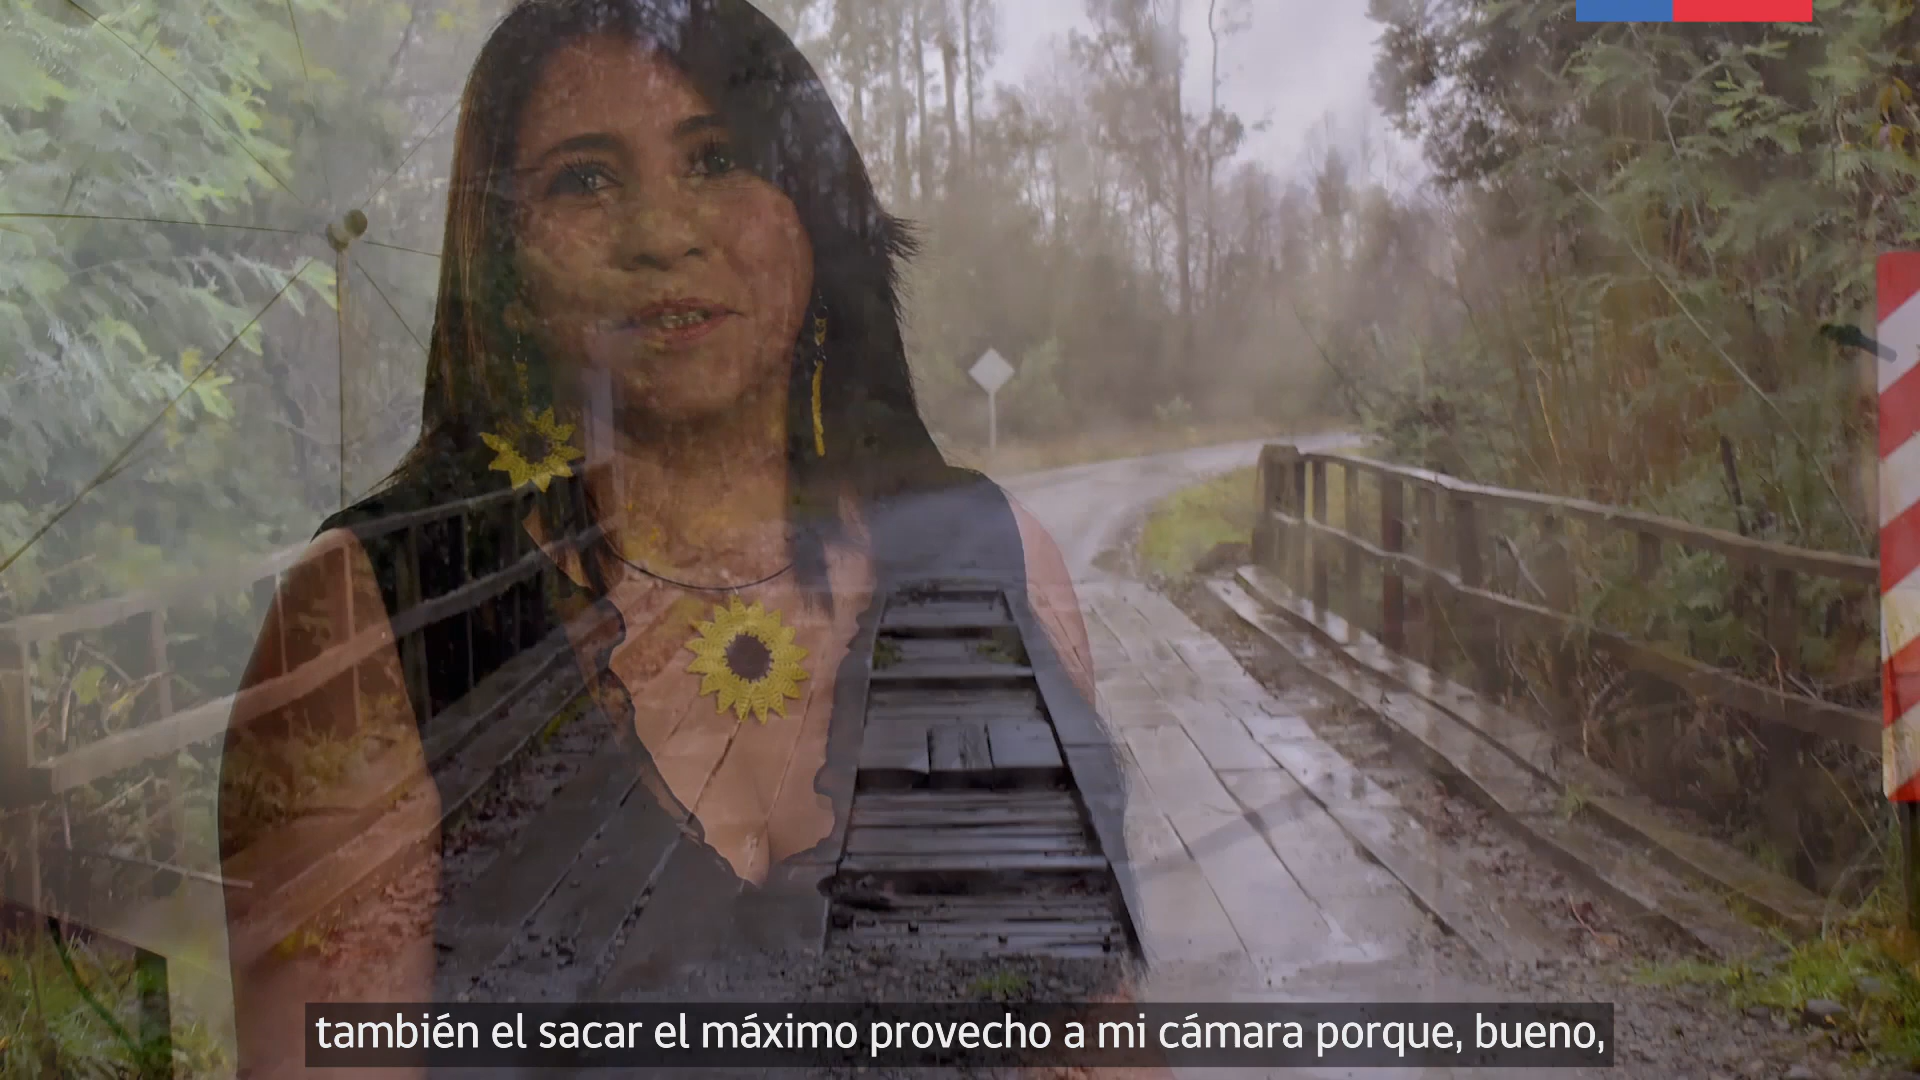 también el sacar el máximo provecho a mi cámara porque, bueno,